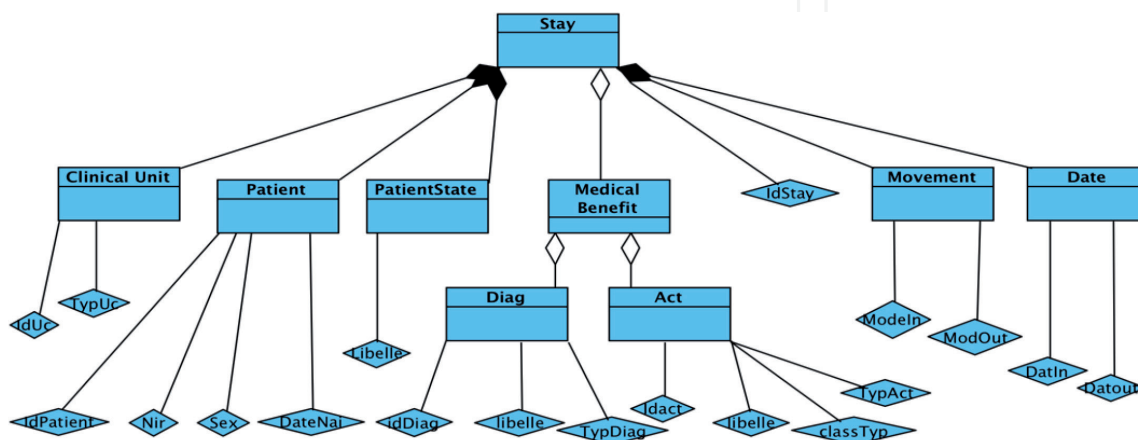 Stay
Clinical Unit
Patient
PatientState
Medical
Benefit
IdStay
Movement
Date
IdUc
TypUc
Libelle
Diag
Act
ModeIn
ModOut
DatIn
Datout
IdPatient
Nir
Sex
DateNai
idDiag
libelle
TypDiag
Idact
libelle
classTyp
TypAct